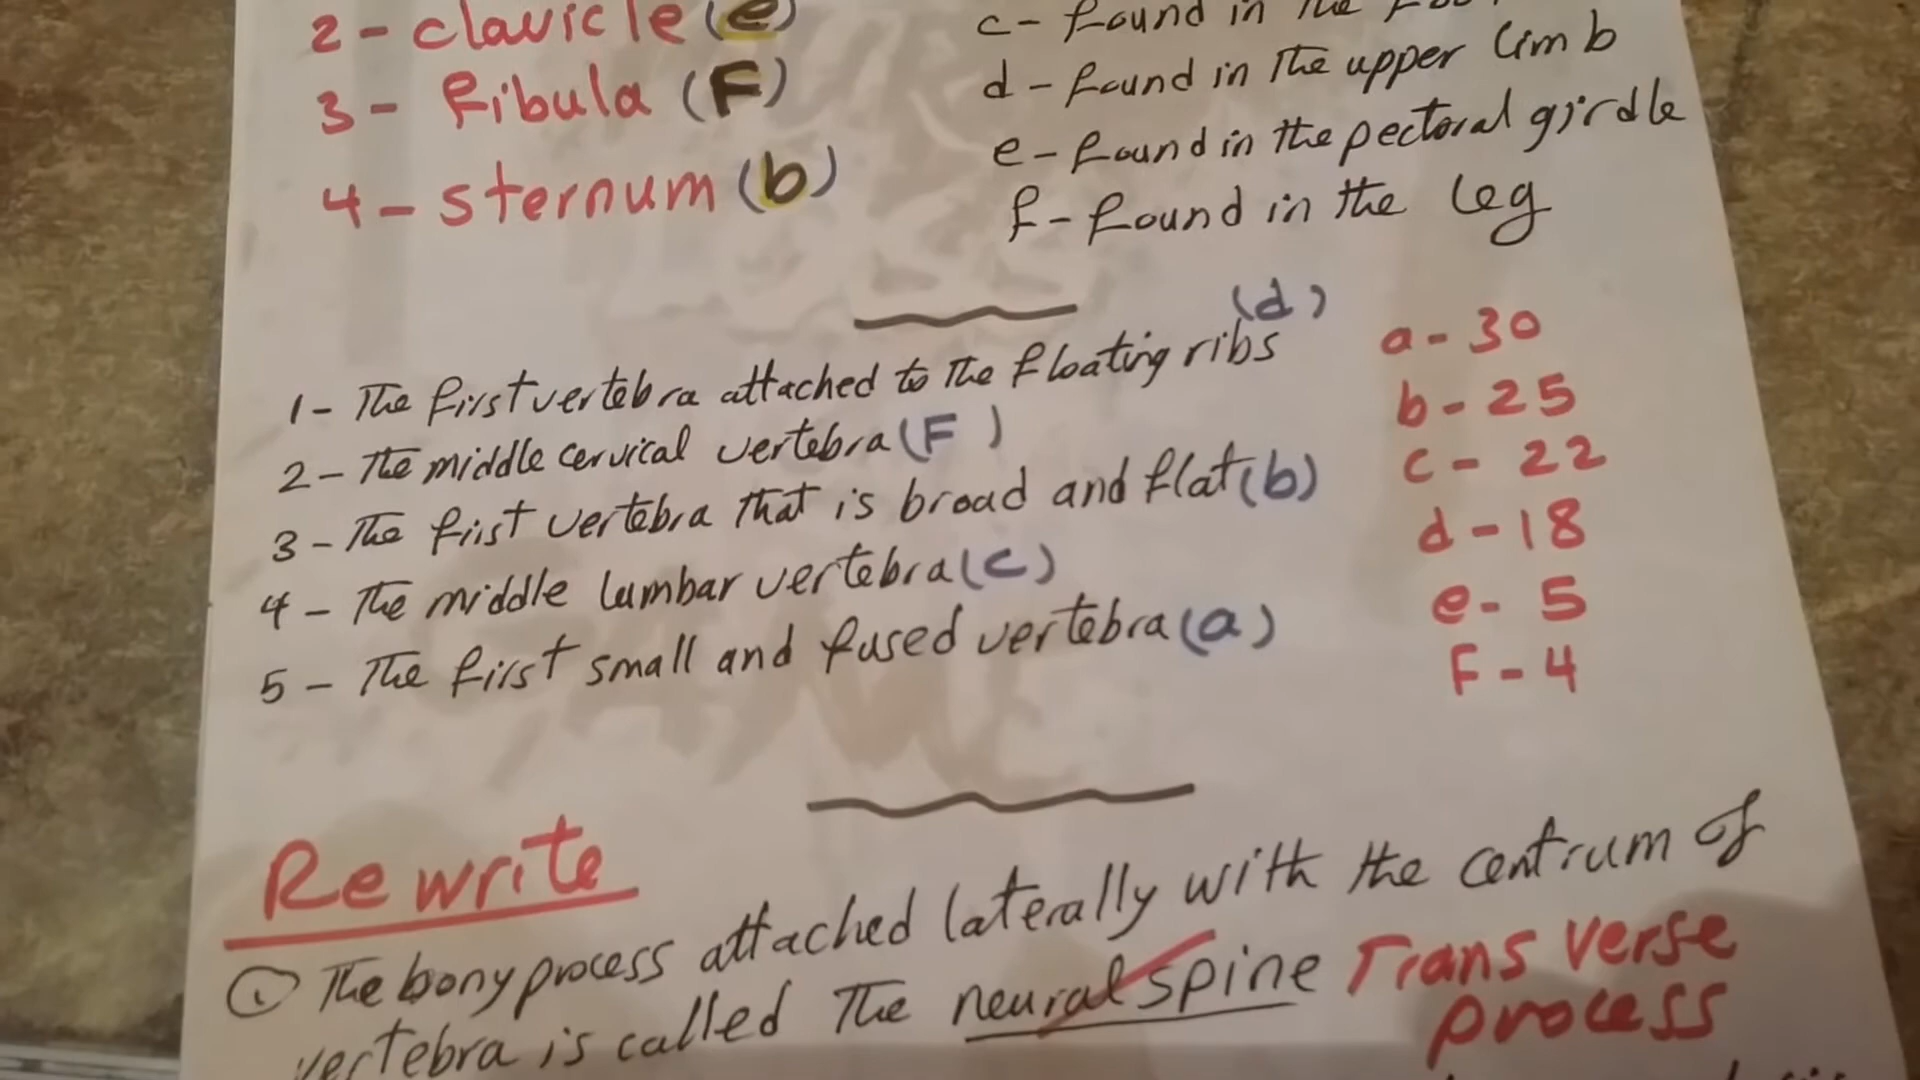 2 - clavicle (e)
3 - fibula (F)
4 - sternum (b)
c - found in the
d - found in the upper limb
e - found in the pectoral girdle
f - found in the leg
(d)
1 - The first vertebra attached to the floating ribs
2 - The middle cervical vertebra (F)
3 - The first vertebra that is broad and flat (b)
4 - The middle lumbar vertebra (c)
5 - The first small and fused vertebra (a)
a - 30
b - 25
c - 22
d - 18
e - 5
F - 4
Rewrite
① The bony process attached laterally with the centrum of
vertebra is called The neural spine Transverse
process